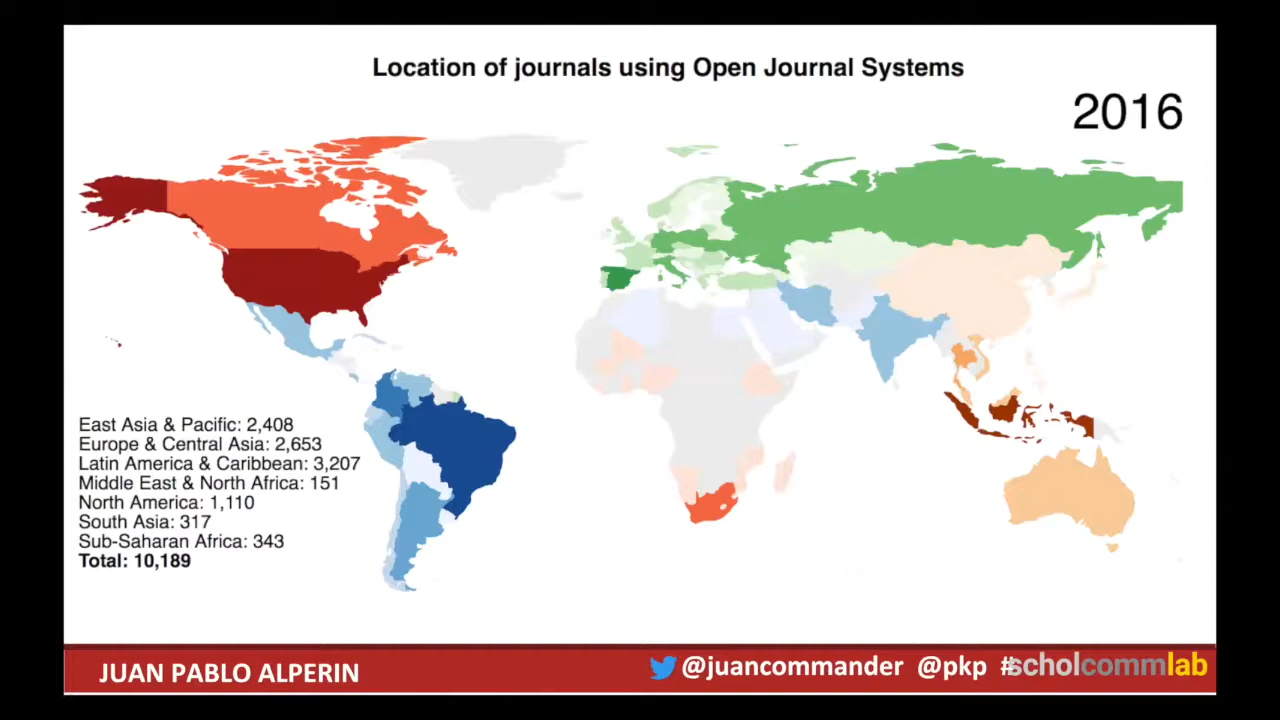 Location of journals using Open Journal Systems
2016
East Asia & Pacific: 2,408
Europe & Central Asia: 2,653
Latin America & Caribbean: 3,207
Middle East & North Africa: 151
North America: 1,110
South Asia: 317
Sub-Saharan Africa: 343
Total: 10,189
JUAN PABLO ALPERIN
@juancommander @pkp #scholcommlab